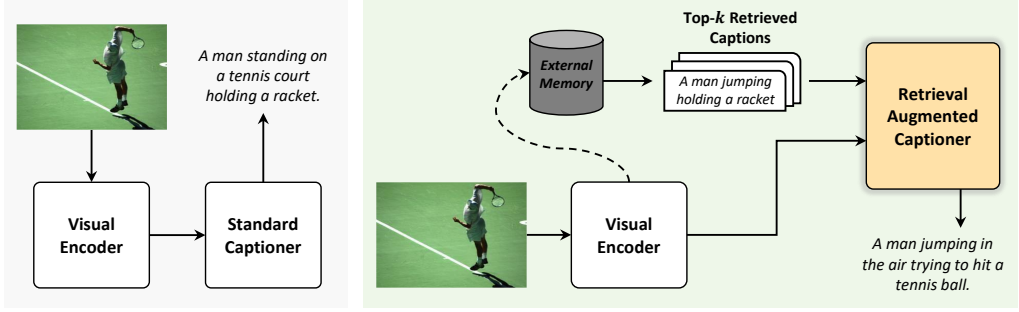 A man standing on
a tennis court
holding a racket.
Visual
Encoder
Standard
Captioner
Top-k Retrieved
Captions
External
Memory
A man jumping
holding a racket
Retrieval
Augmented
Captioner
Visual
Encoder
A man jumping in
the air trying to hit a
tennis ball.